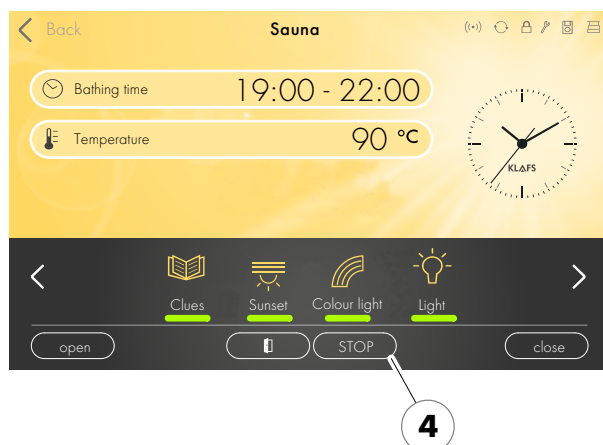 Back
Sauna
Bathing time 19:00 - 22:00
Temperature 90 °C
KLAFS
Clues Sunset Colour light Light
open STOP close
4